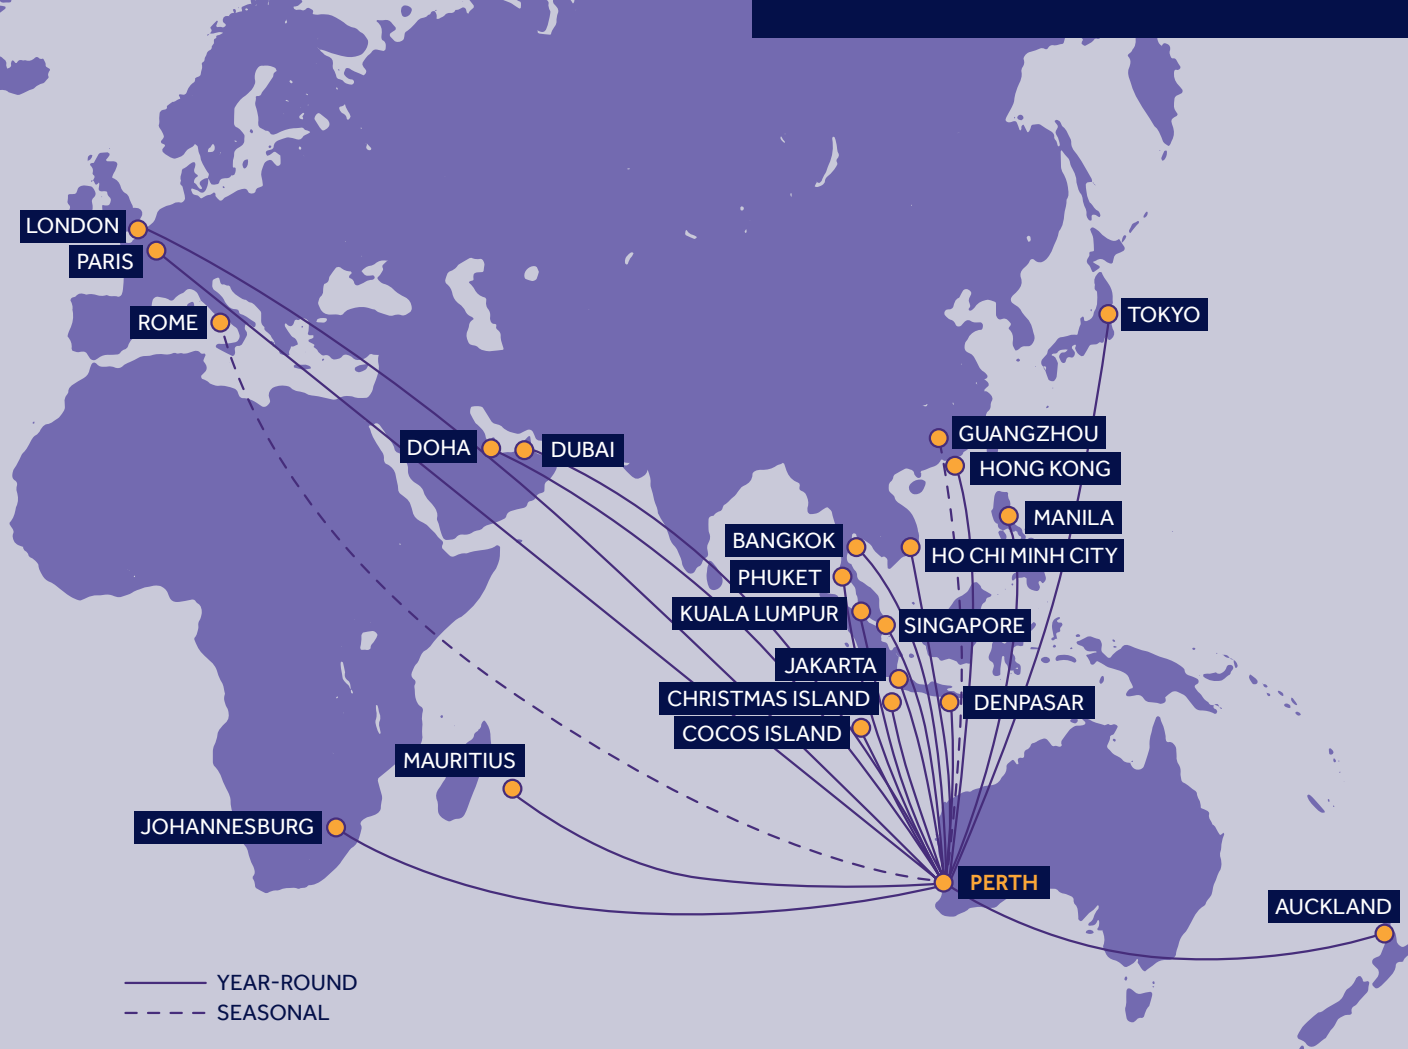 LONDON
PARIS
ROME
TOKYO
DOHA
DUBAI
GUANGZHOU
HONG KONG
MANILA
BANGKOK
HO CHI MINH CITY
PHUKET
KUALA LUMPUR
SINGAPORE
JAKARTA
CHRISTMAS ISLAND
DENPASAR
COCOS ISLAND
MAURITIUS
JOHANNESBURG
PERTH
AUCKLAND
YEAR-ROUND
SEASONAL